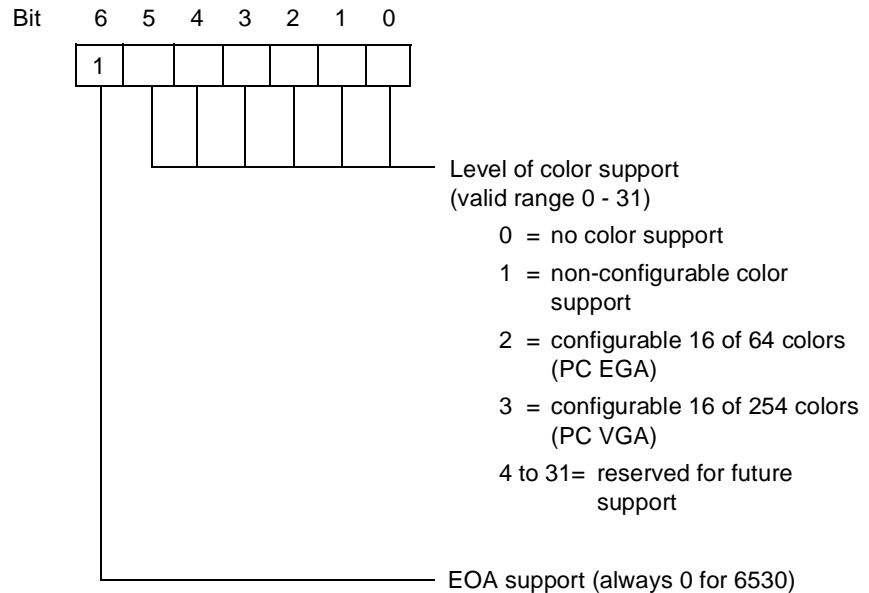 Bit 6 5 4 3 2 1 0
1
Level of color support
(valid range 0 - 31)
0 = no color support
1 = non-configurable color
support
2 = configurable 16 of 64 colors
(PC EGA)
3 = configurable 16 of 254 colors
(PC VGA)
4 to 31= reserved for future
support
EOA support (always 0 for 6530)